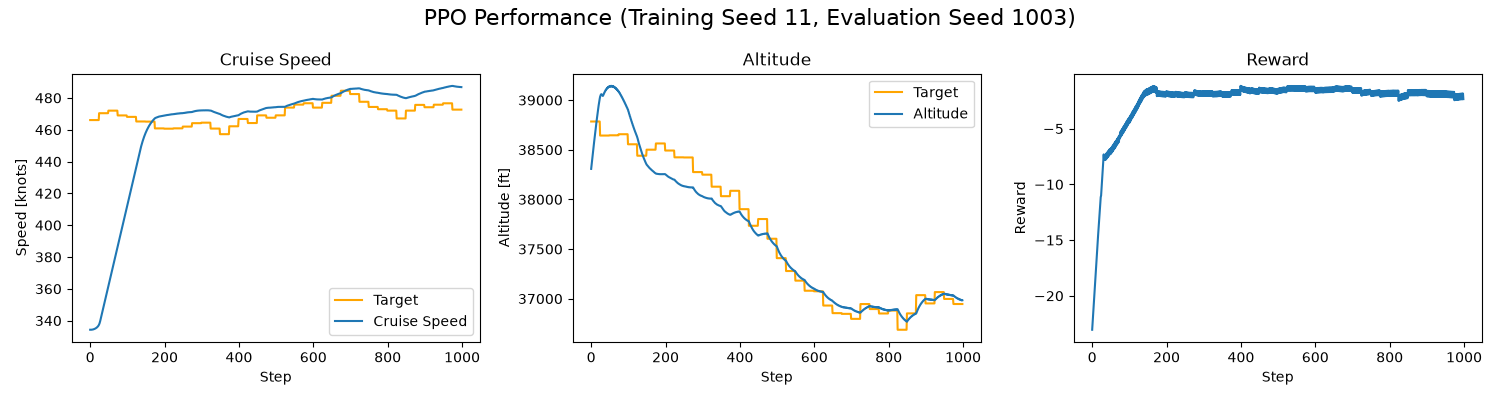 PPO Performance (Training Seed 11, Evaluation Seed 1003)
Cruise Speed
Speed [knots]
480
460
440
420
400
380
360
340
Target
Cruise Speed
0 200 400 600 800 1000
Step
Altitude
Altitude [ft]
39000
38500
38000
37500
37000
Target
Altitude
0 200 400 600 800 1000
Step
Reward
Reward
−5
−10
−15
−20
0 200 400 600 800 1000
Step